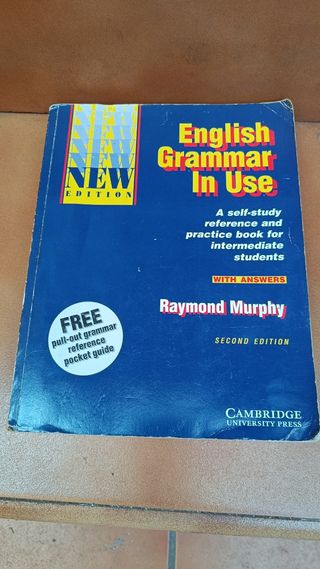 NEW
EDITION
English
Grammar
In Use
A self-study
reference and
practice book for
intermediate
students
WITH ANSWERS
Raymond Murphy
SECOND EDITION
FREE
pull-out grammar
reference
pocket guide
CAMBRIDGE
UNIVERSITY PRESS